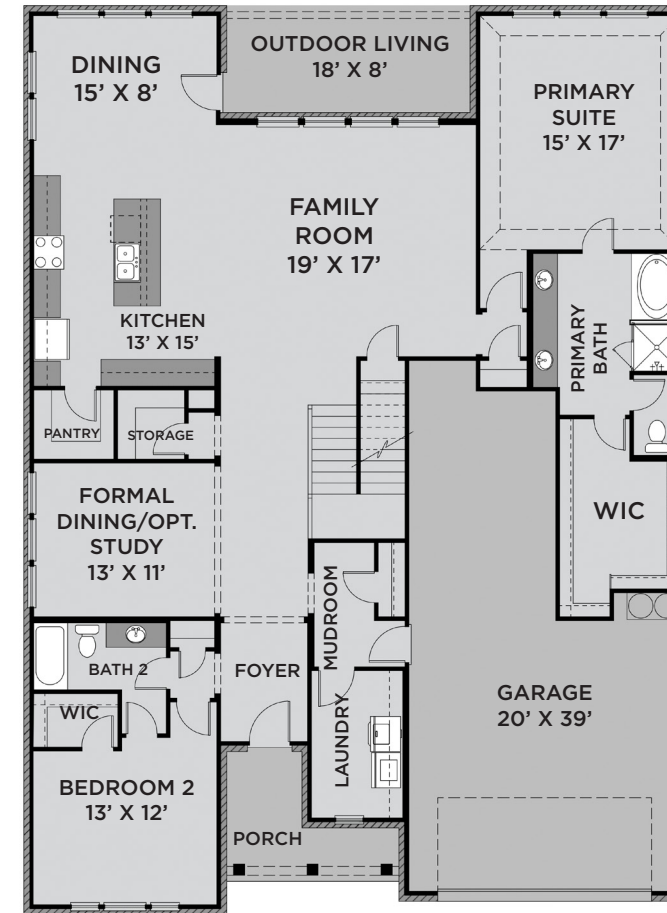 DINING
15’ X 8’
OUTDOOR LIVING
18’ X 8’
PRIMARY
SUITE
15’ X 17’
FAMILY
ROOM
19’ X 17’
KITCHEN
13’ X 15’
PRIMARY
BATH
PANTRY
STORAGE
FORMAL
DINING/OPT.
STUDY
13’ X 11’
WIC
MUDROOM
BATH 2
FOYER
WIC
LAUNDRY
GARAGE
20’ X 39’
BEDROOM 2
13’ X 12’
PORCH